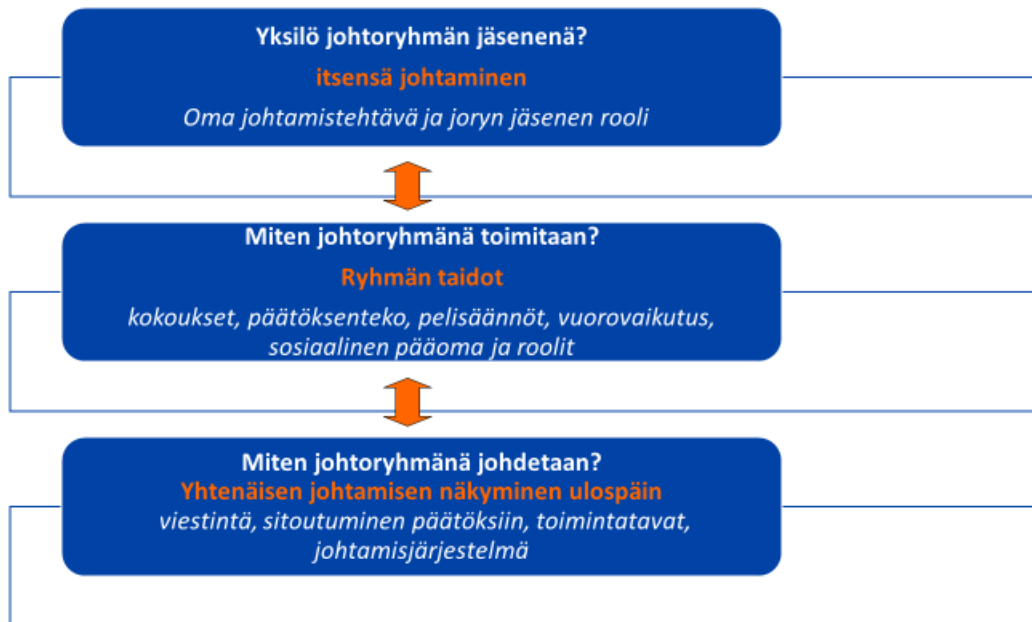 Yksilö johtoryhmän jäsenenä?
itsensä johtaminen
Oma johtamistehtävä ja joryn jäsenen rooli
Miten johtoryhmänä toimitaan?
Ryhmän taidot
kokoukset, päätöksenteko, pelisäännöt, vuorovaikutus,
sosiaalinen pääoma ja roolit
Miten johtoryhmänä johdetaan?
Yhtenäisen johtamisen näkyminen ulospäin
viestintä, sitoutuminen päätöksiin, toimintatavat,
johtamisjärjestelmä